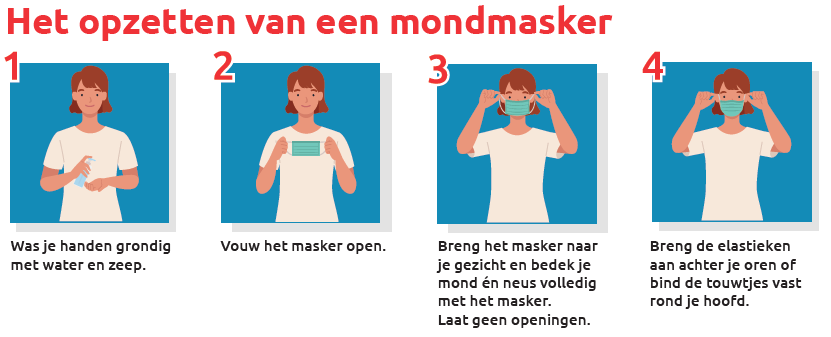 Het opzetten van een mondmasker
1
Was je handen grondig
met water en zeep.
2
Vouw het masker open.
3
Breng het masker naar
je gezicht en bedek je
mond én neus volledig
met het masker.
Laat geen openingen.
4
Breng de elastieken
aan achter je oren of
bind de touwtjes vast
rond je hoofd.